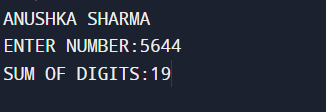 ANUSHKA SHARMA
ENTER NUMBER:5644
SUM OF DIGITS:19